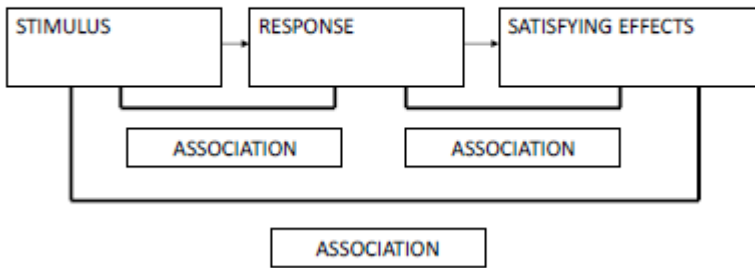 STIMULUS
RESPONSE
SATISFYING EFFECTS
ASSOCIATION
ASSOCIATION
ASSOCIATION